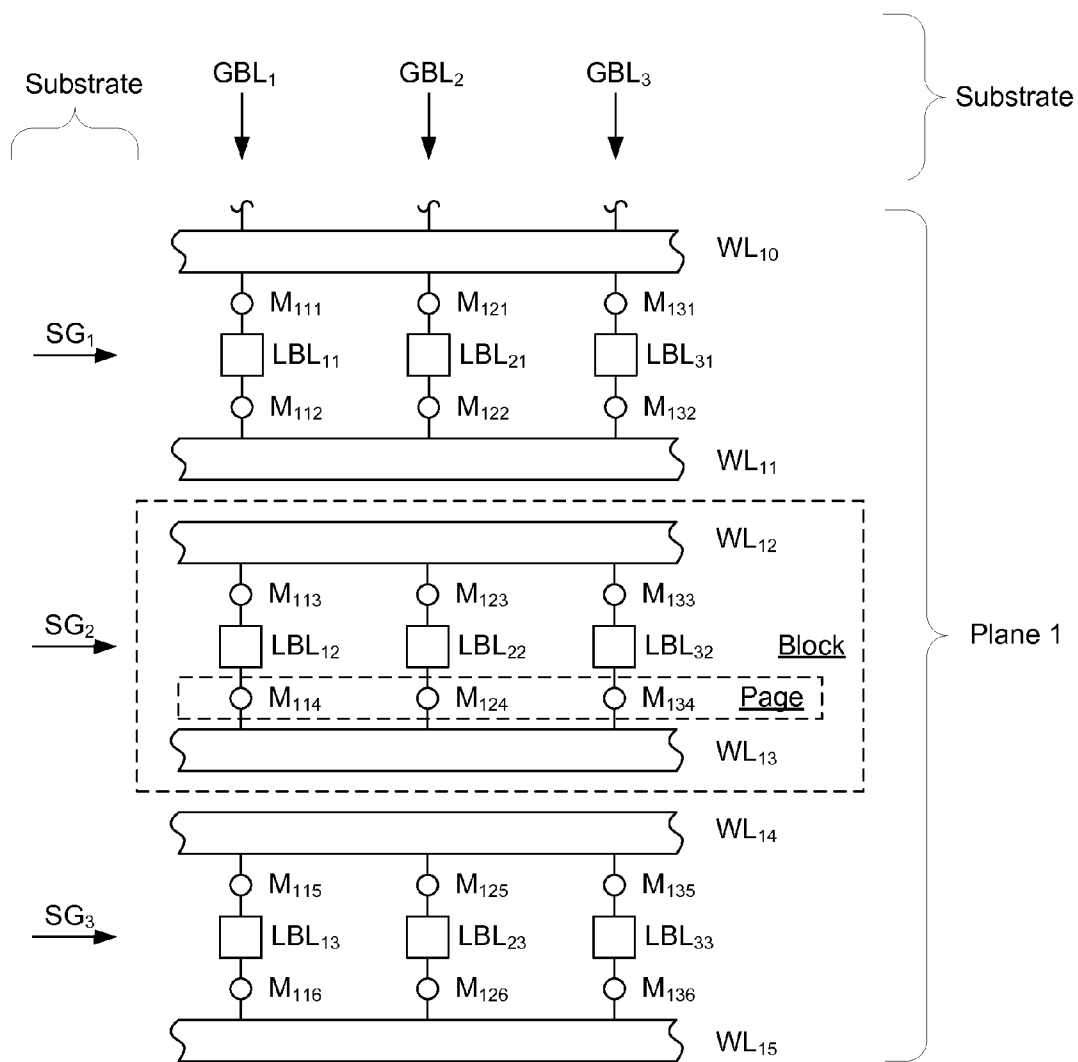 GBL₁ GBL₂ GBL₃
Substrate
Substrate
WL₁₀
M₁₁₁ M₁₂₁ M₁₃₁
SG₁ LBL₁₁ LBL₂₁ LBL₃₁
M₁₁₂ M₁₂₂ M₁₃₂
WL₁₁
WL₁₂
M₁₁₃ M₁₂₃ M₁₃₃
SG₂ LBL₁₂ LBL₂₂ LBL₃₂ Block Plane 1
M₁₁₄ M₁₂₄ M₁₃₄ Page
WL₁₃
WL₁₄
M₁₁₅ M₁₂₅ M₁₃₅
SG₃ LBL₁₃ LBL₂₃ LBL₃₃
M₁₁₆ M₁₂₆ M₁₃₆
WL₁₅